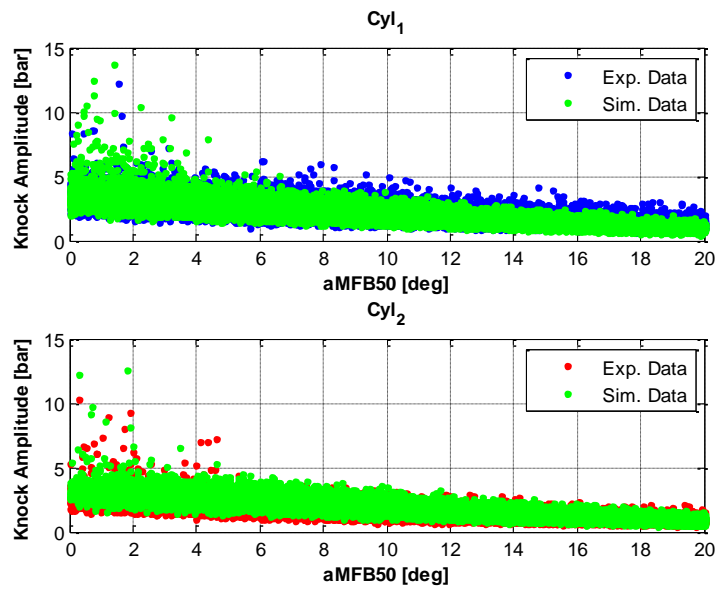 Cyl1
Knock Amplitude [bar]
15
10
5
0
Exp. Data
Sim. Data
0 2 4 6 8 10 12 14 16 18 20
aMFB50 [deg]
Cyl2
Knock Amplitude [bar]
15
10
5
0
Exp. Data
Sim. Data
0 2 4 6 8 10 12 14 16 18 20
aMFB50 [deg]